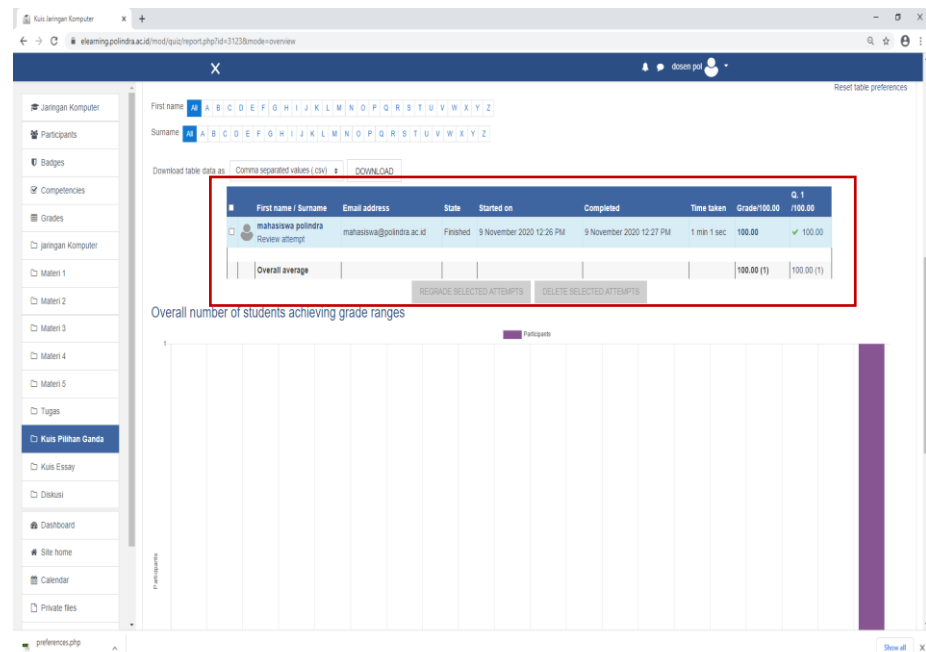 Kuis Jaringan Komputer
elearning.polindra.ac.id/mod/quiz/report.php?id=3123&mode=overview
dosen pol
Reset table preferences
Jaringan Komputer
Participants
Badges
Competencies
Grades
jaringan Komputer
Materi 1
Materi 2
Materi 3
Materi 4
Materi 5
Tugas
Kuis Pilihan Ganda
Kuis Essay
Diskusi
Dashboard
Site home
Calendar
Private files
First name All A B C D E F G H I J K L M N O P Q R S T U V W X Y Z
Surname All A B C D E F G H I J K L M N O P Q R S T U V W X Y Z
Download table data as Comma separated values (.csv) DOWNLOAD
First name / Surname Email address State Started on Completed Time taken Grade/100.00 Q. 1 /100.00
mahasiswa polindra mahasiswa@polindra.ac.id Finished 9 November 2020 12:26 PM 9 November 2020 12:27 PM 1 min 1 sec 100.00 ✓ 100.00
Review attempt
Overall average 100.00 (1) 100.00 (1)
REGRADE SELECTED ATTEMPTS DELETE SELECTED ATTEMPTS
Overall number of students achieving grade ranges
Participants
1
Participants
preferences.php
Show all